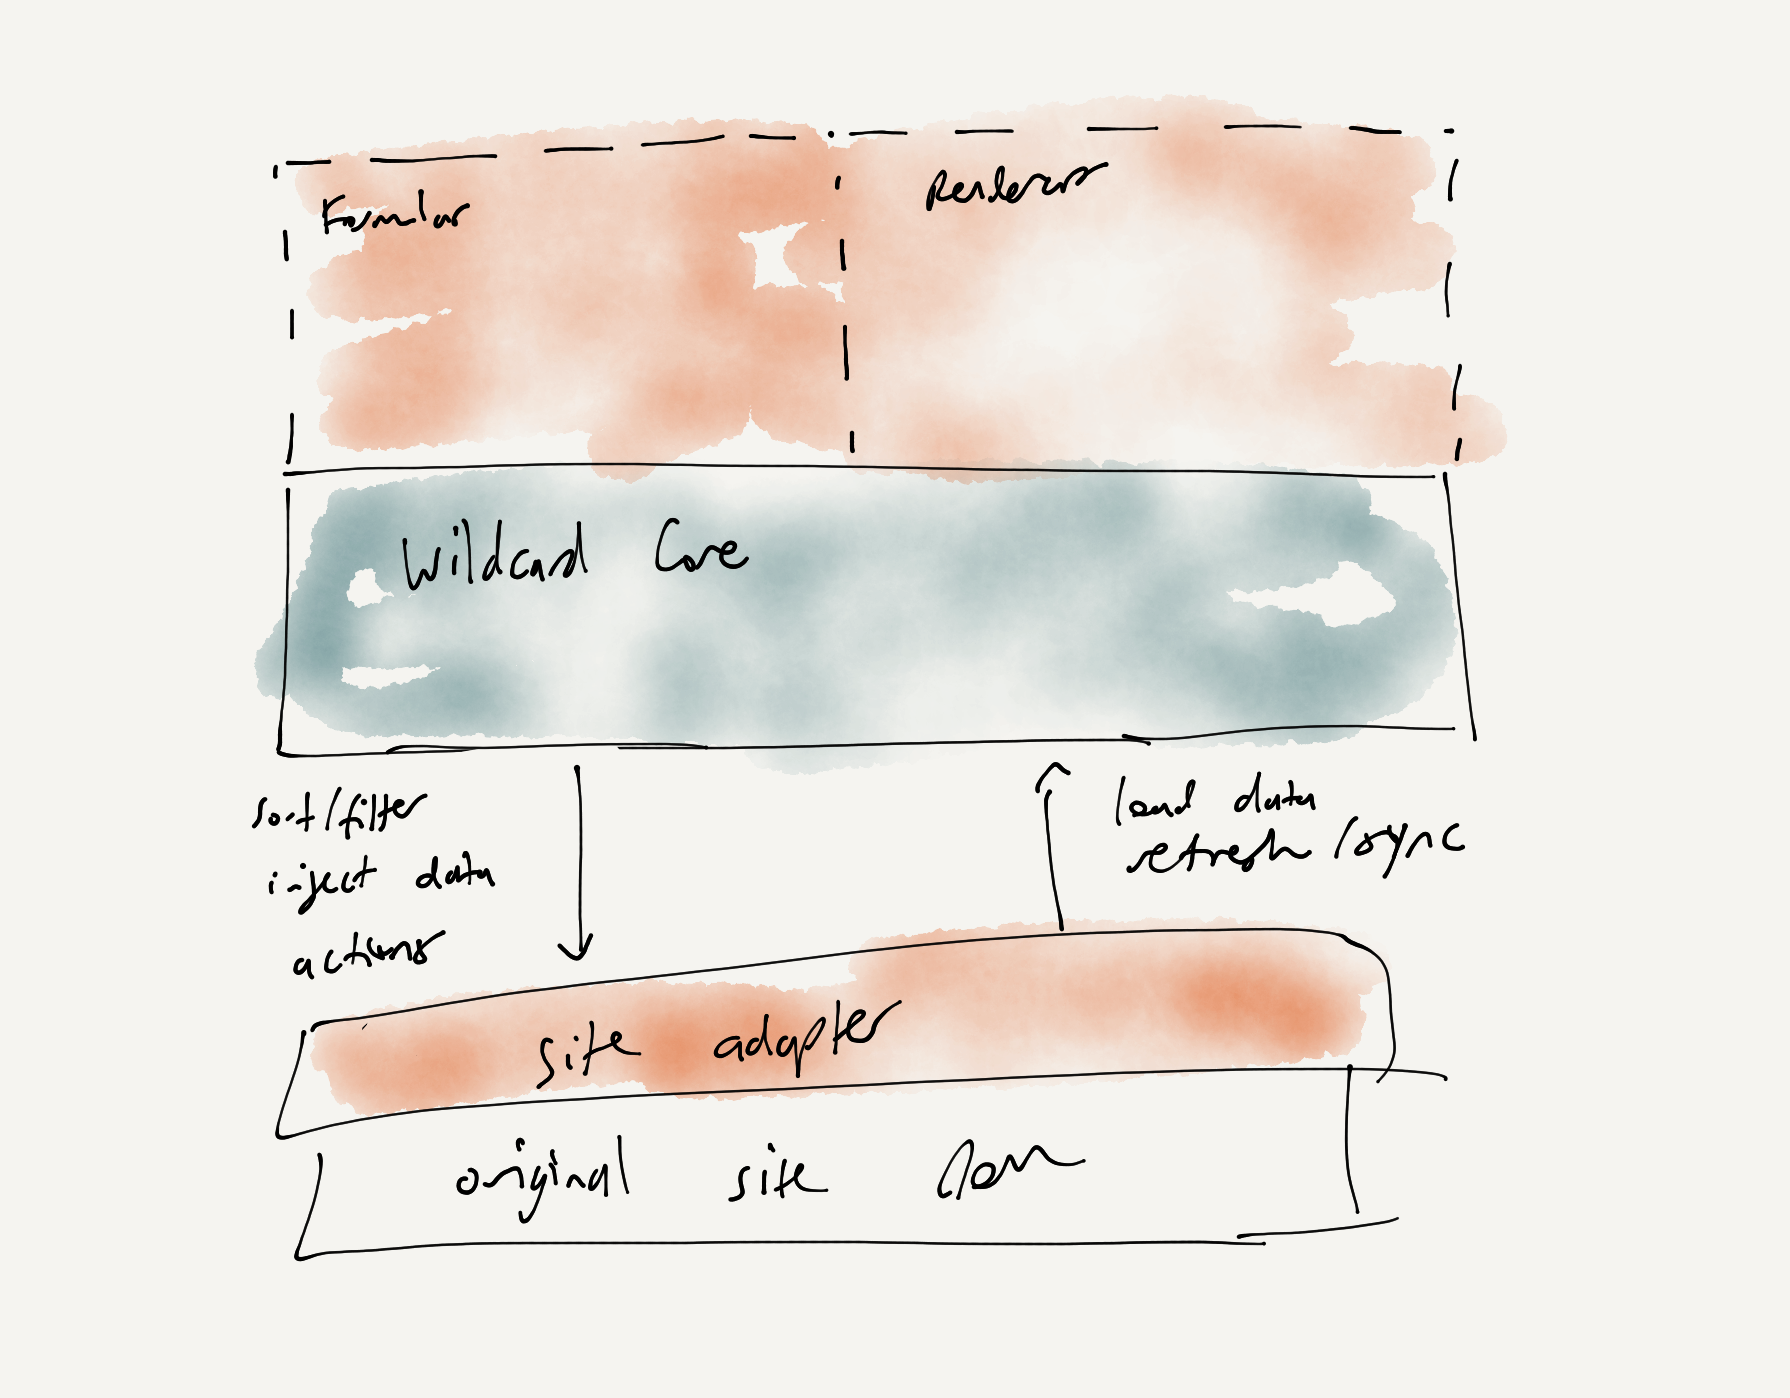 Formulas
Renderers
Wildcard Core
sort/filter
inject data
actions
load data
refresh/sync
site adapter
original site Dom